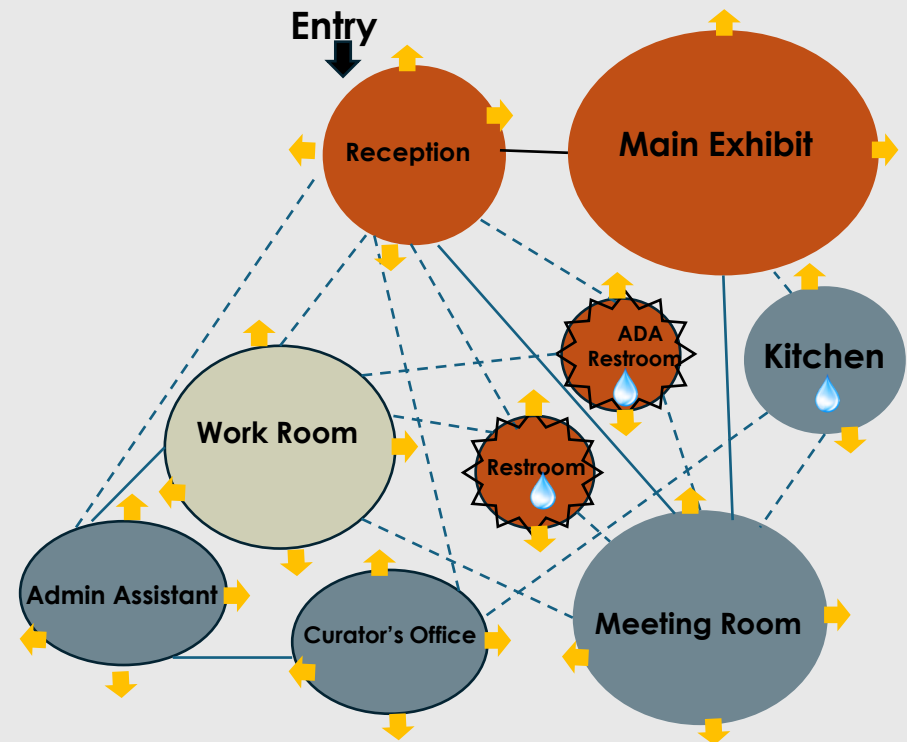 Entry
Reception
Main Exhibit
ADA
Restroom
Kitchen
Work Room
Restroom
Admin Assistant
Curator's Office
Meeting Room